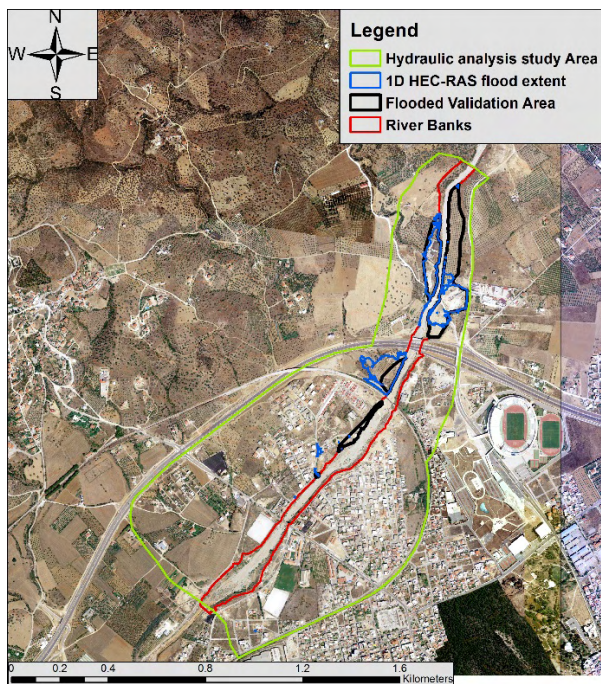 N
W E
S
Legend
Hydraulic analysis study Area
1D HEC-RAS flood extent
Flooded Validation Area
River Banks
0 0.2 0.4 0.8 1.2 1.6
Kilometers